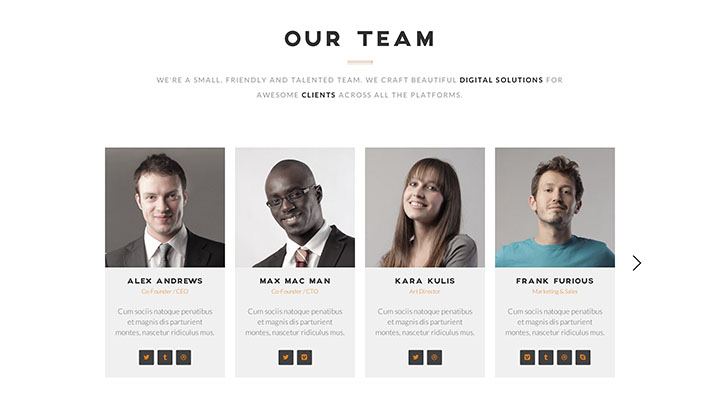 OUR TEAM
WE'RE A SMALL, FRIENDLY AND TALENTED TEAM. WE CRAFT BEAUTIFUL DIGITAL SOLUTIONS FOR
AWESOME CLIENTS ACROSS ALL THE PLATFORMS.
ALEX ANDREWS
Co-Founder / CEO
Cum sociis natoque penatibus
et magnis dis parturient
montes, nascetur ridiculus mus.
MAX MAC MAN
Co-Founder / CTO
Cum sociis natoque penatibus
et magnis dis parturient
montes, nascetur ridiculus mus.
KARA KULIS
Art Director
Cum sociis natoque penatibus
et magnis dis parturient
montes, nascetur ridiculus mus.
FRANK FURIOUS
Marketing & Sales
Cum sociis natoque penatibus
et magnis dis parturient
montes, nascetur ridiculus mus.